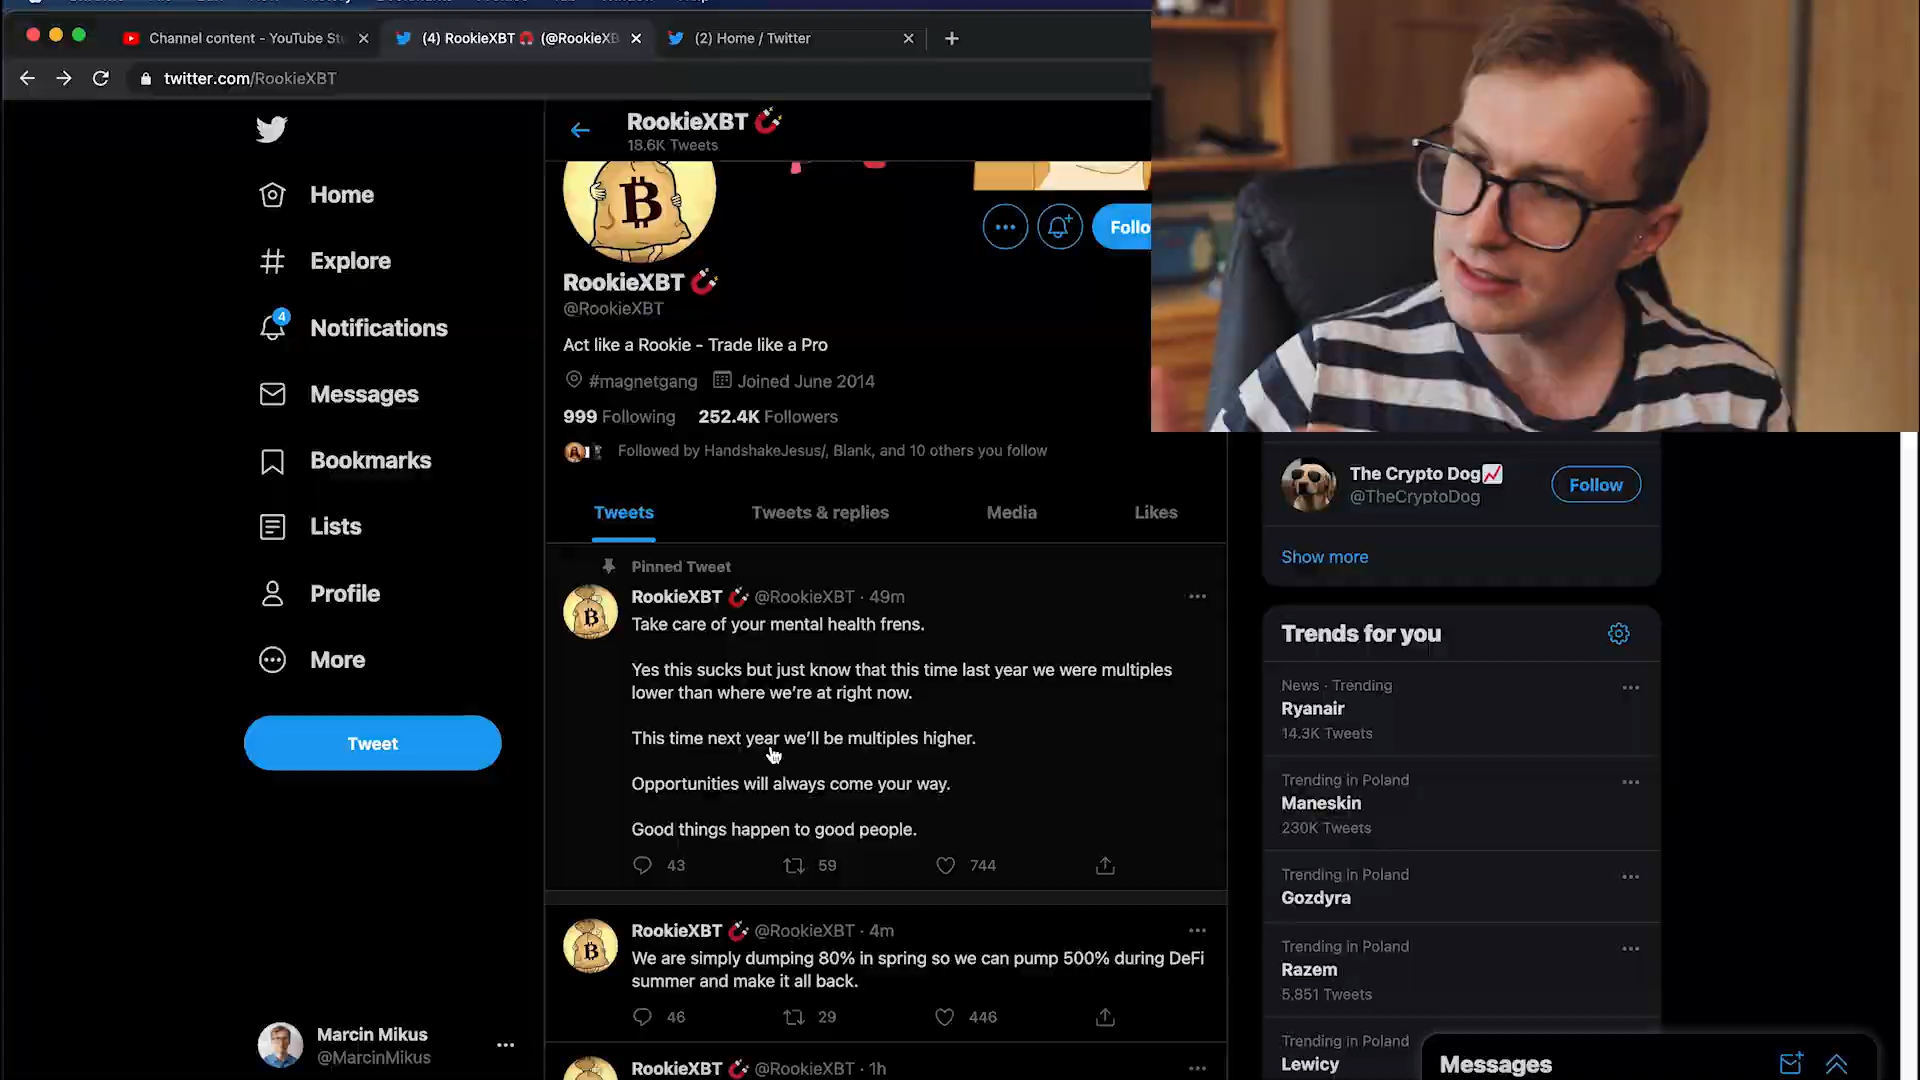 Channel content - YouTube St
(4) RookieXBT (@RookieXB
(2) Home / Twitter
twitter.com/RookieXBT
RookieXBT
18.6K Tweets
Home
Explore
4
Notifications
Messages
Bookmarks
Lists
Profile
More
Tweet
Marcin Mikus
@MarcinMikus
Follo
RookieXBT
@RookieXBT
Act like a Rookie - Trade like a Pro
#magnetgang Joined June 2014
999 Following 252.4K Followers
Followed by HandshakeJesus/, Blank, and 10 others you follow
Tweets Tweets & replies Media Likes
Pinned Tweet
RookieXBT @RookieXBT · 49m
Take care of your mental health frens.
Yes this sucks but just know that this time last year we were multiples
lower than where we’re at right now.
This time next year we’ll be multiples higher.
Opportunities will always come your way.
Good things happen to good people.
43 59 744
RookieXBT @RookieXBT · 4m
We are simply dumping 80% in spring so we can pump 500% during DeFi
summer and make it all back.
46 29 446
RookieXBT @RookieXBT · 1h
The Crypto Dog
@TheCryptoDog
Follow
Show more
Trends for you
News · Trending
Ryanair
14.3K Tweets
Trending in Poland
Maneskin
230K Tweets
Trending in Poland
Gozdyra
Trending in Poland
Razem
5,851 Tweets
Trending in Poland
Lewicy
Messages